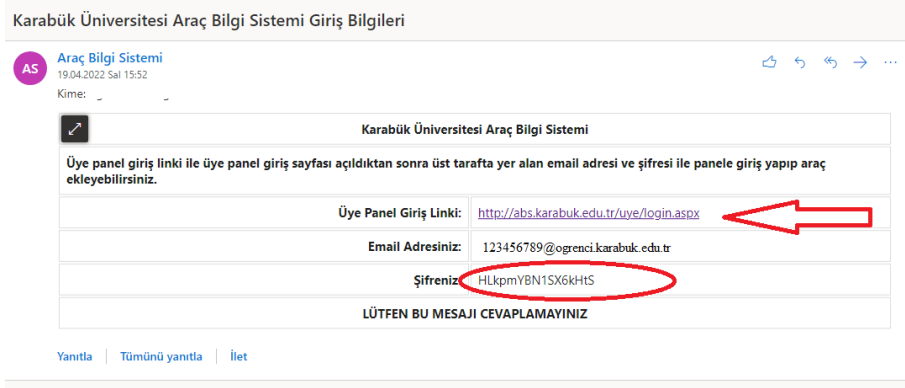 Karabük Üniversitesi Araç Bilgi Sistemi Giriş Bilgileri
AS
Araç Bilgi Sistemi
19.04.2022 Sal 15:52
Kime:
Karabük Üniversitesi Araç Bilgi Sistemi
Üye panel giriş linki ile üye panel giriş sayfası açıldıktan sonra üst tarafta yer alan email adresi ve şifresi ile panele giriş yapıp araç
ekleyebilirsiniz.
Üye Panel Giriş Linki: http://abs.karabuk.edu.tr/uye/login.aspx
Email Adresiniz: 123456789@ogrenci.karabuk.edu.tr
Şifreniz: HLkpmYBN1SX6kHtS
LÜTFEN BU MESAJI CEVAPLAMAYINIZ
Yanıtla Tümünü yanıtla İlet